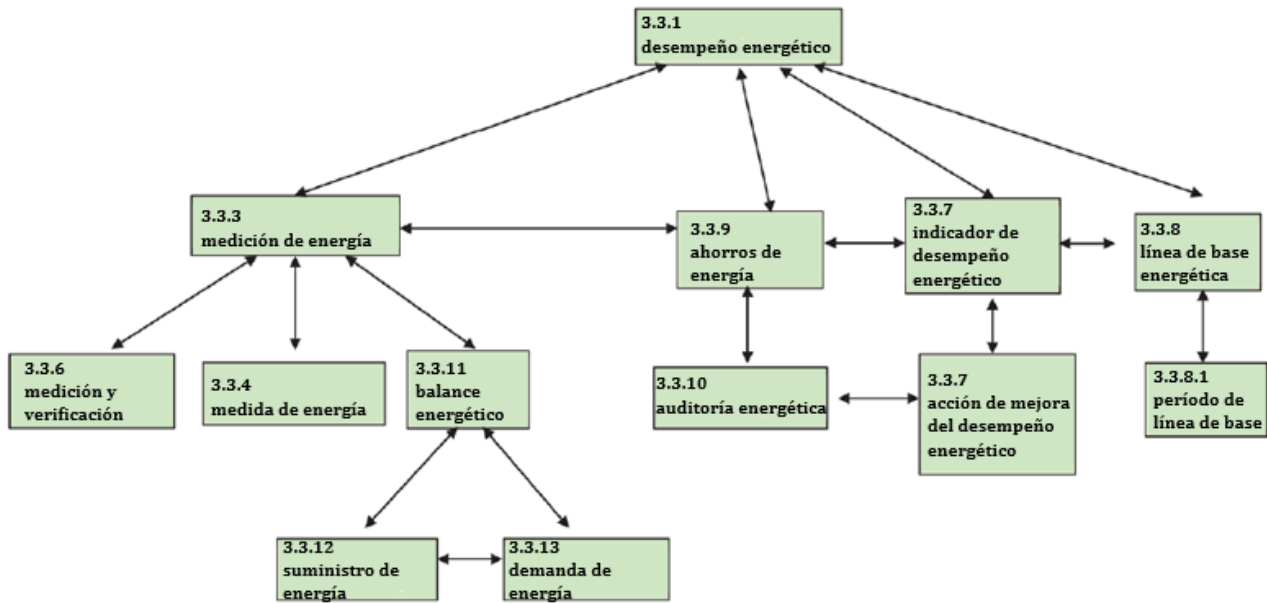 3.3.1
desempeño energético
3.3.3
medición de energía
3.3.9
ahorros de
energía
3.3.7
indicador de
desempeño
energético
3.3.8
línea de base
energética
3.3.6
medición y
verificación
3.3.4
medida de energía
3.3.11
balance
energético
3.3.10
auditoría energética
3.3.7
acción de mejora
del desempeño
energético
3.3.8.1
período de
línea de base
3.3.12
suministro de
energía
3.3.13
demanda de
energía